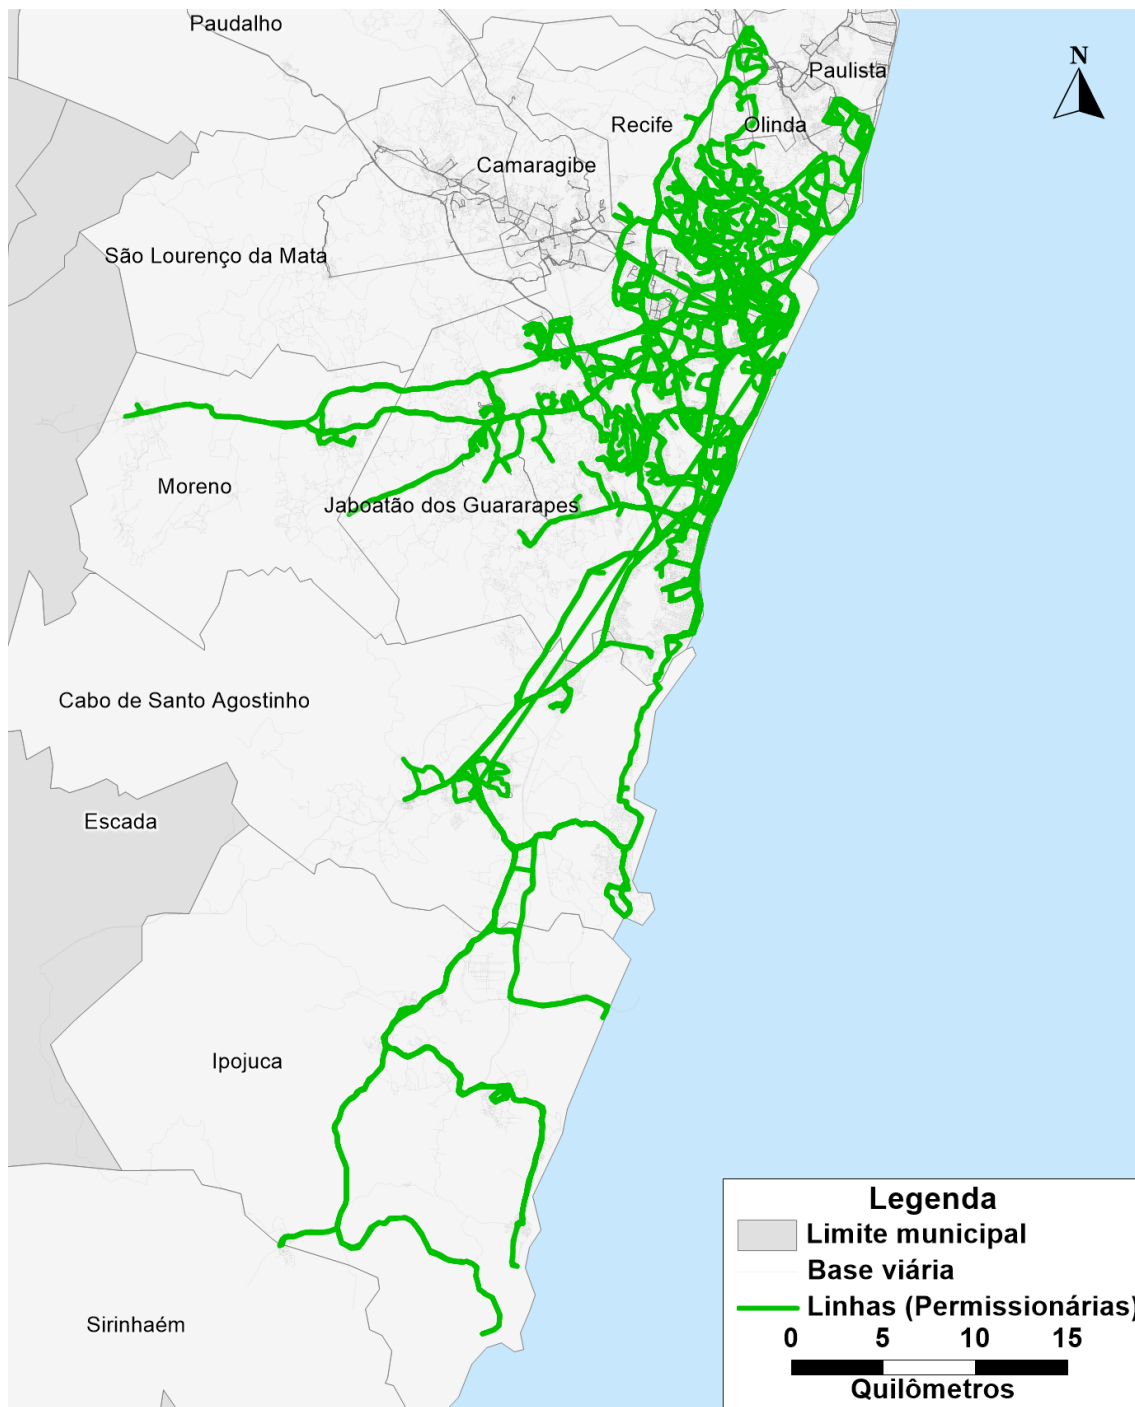 Paudalho
N
Paulista
Recife
Olinda
Camaragibe
São Lourenço da Mata
Moreno
Jaboatão dos Guararapes
Cabo de Santo Agostinho
Escada
Ipojuca
Sirinhaém
Legenda
Limite municipal
Base viária
Linhas (Permissionárias)
0 5 10 15
Quilômetros